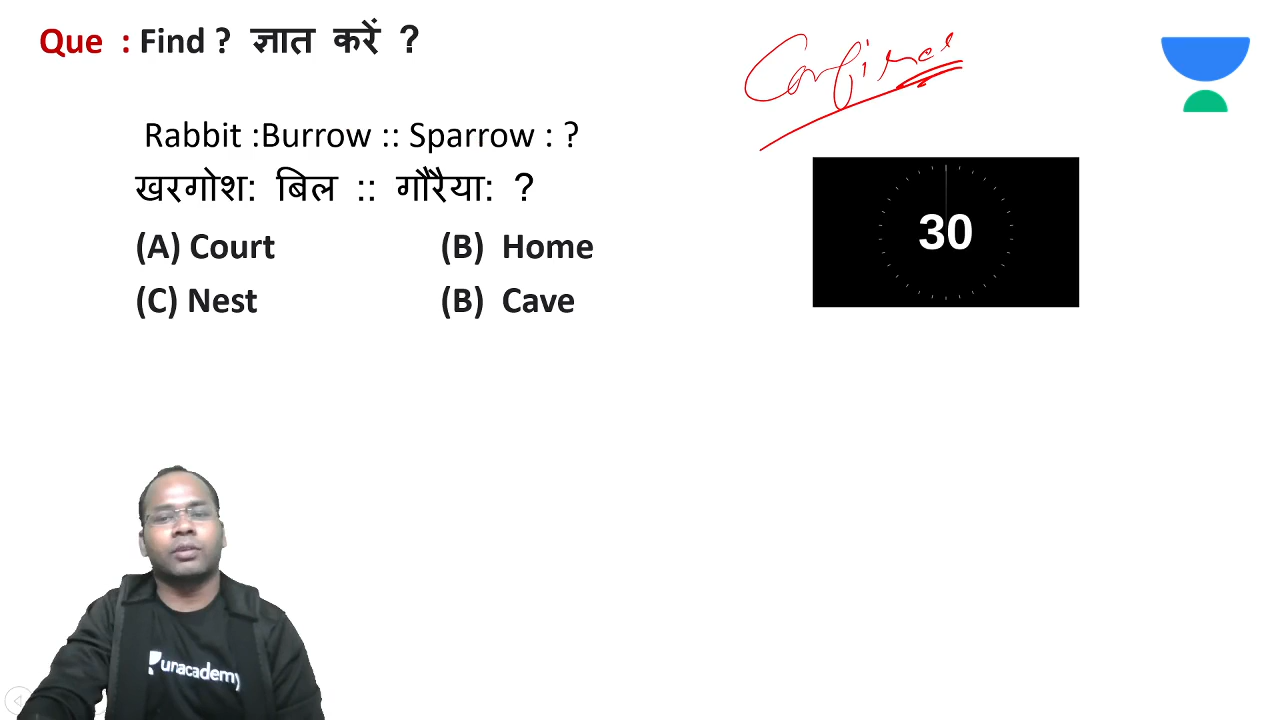 Que : Find ? ज्ञात करें ?
Rabbit :Burrow :: Sparrow : ?
खरगोश: बिल :: गौरैया: ?
(A) Court (B) Home
(C) Nest (B) Cave
30
unacademy